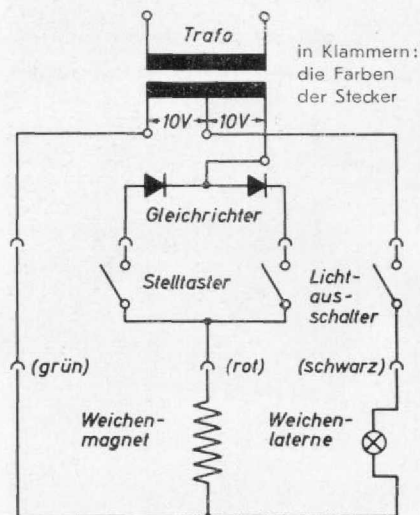 Trafo
in Klammern:
die Farben
der Stecker
10V 10V
Gleichrichter
Stelltaster
Licht-
aus-
schalter
(grün) (rot) (schwarz)
Weichen-
magnet
Weichen-
laterne